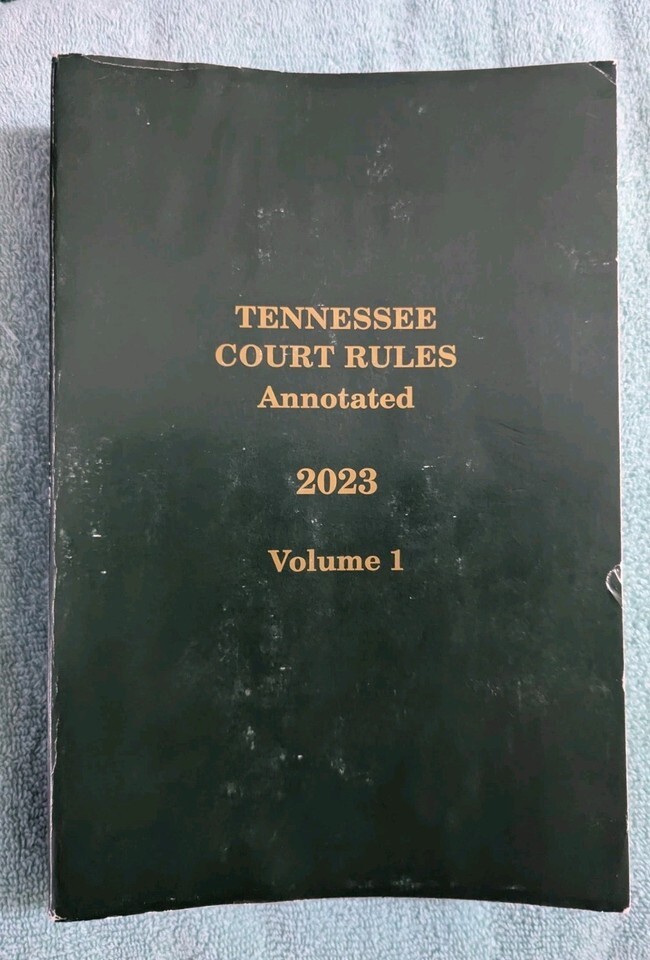 TENNESSEE
COURT RULES
Annotated
2023
Volume 1